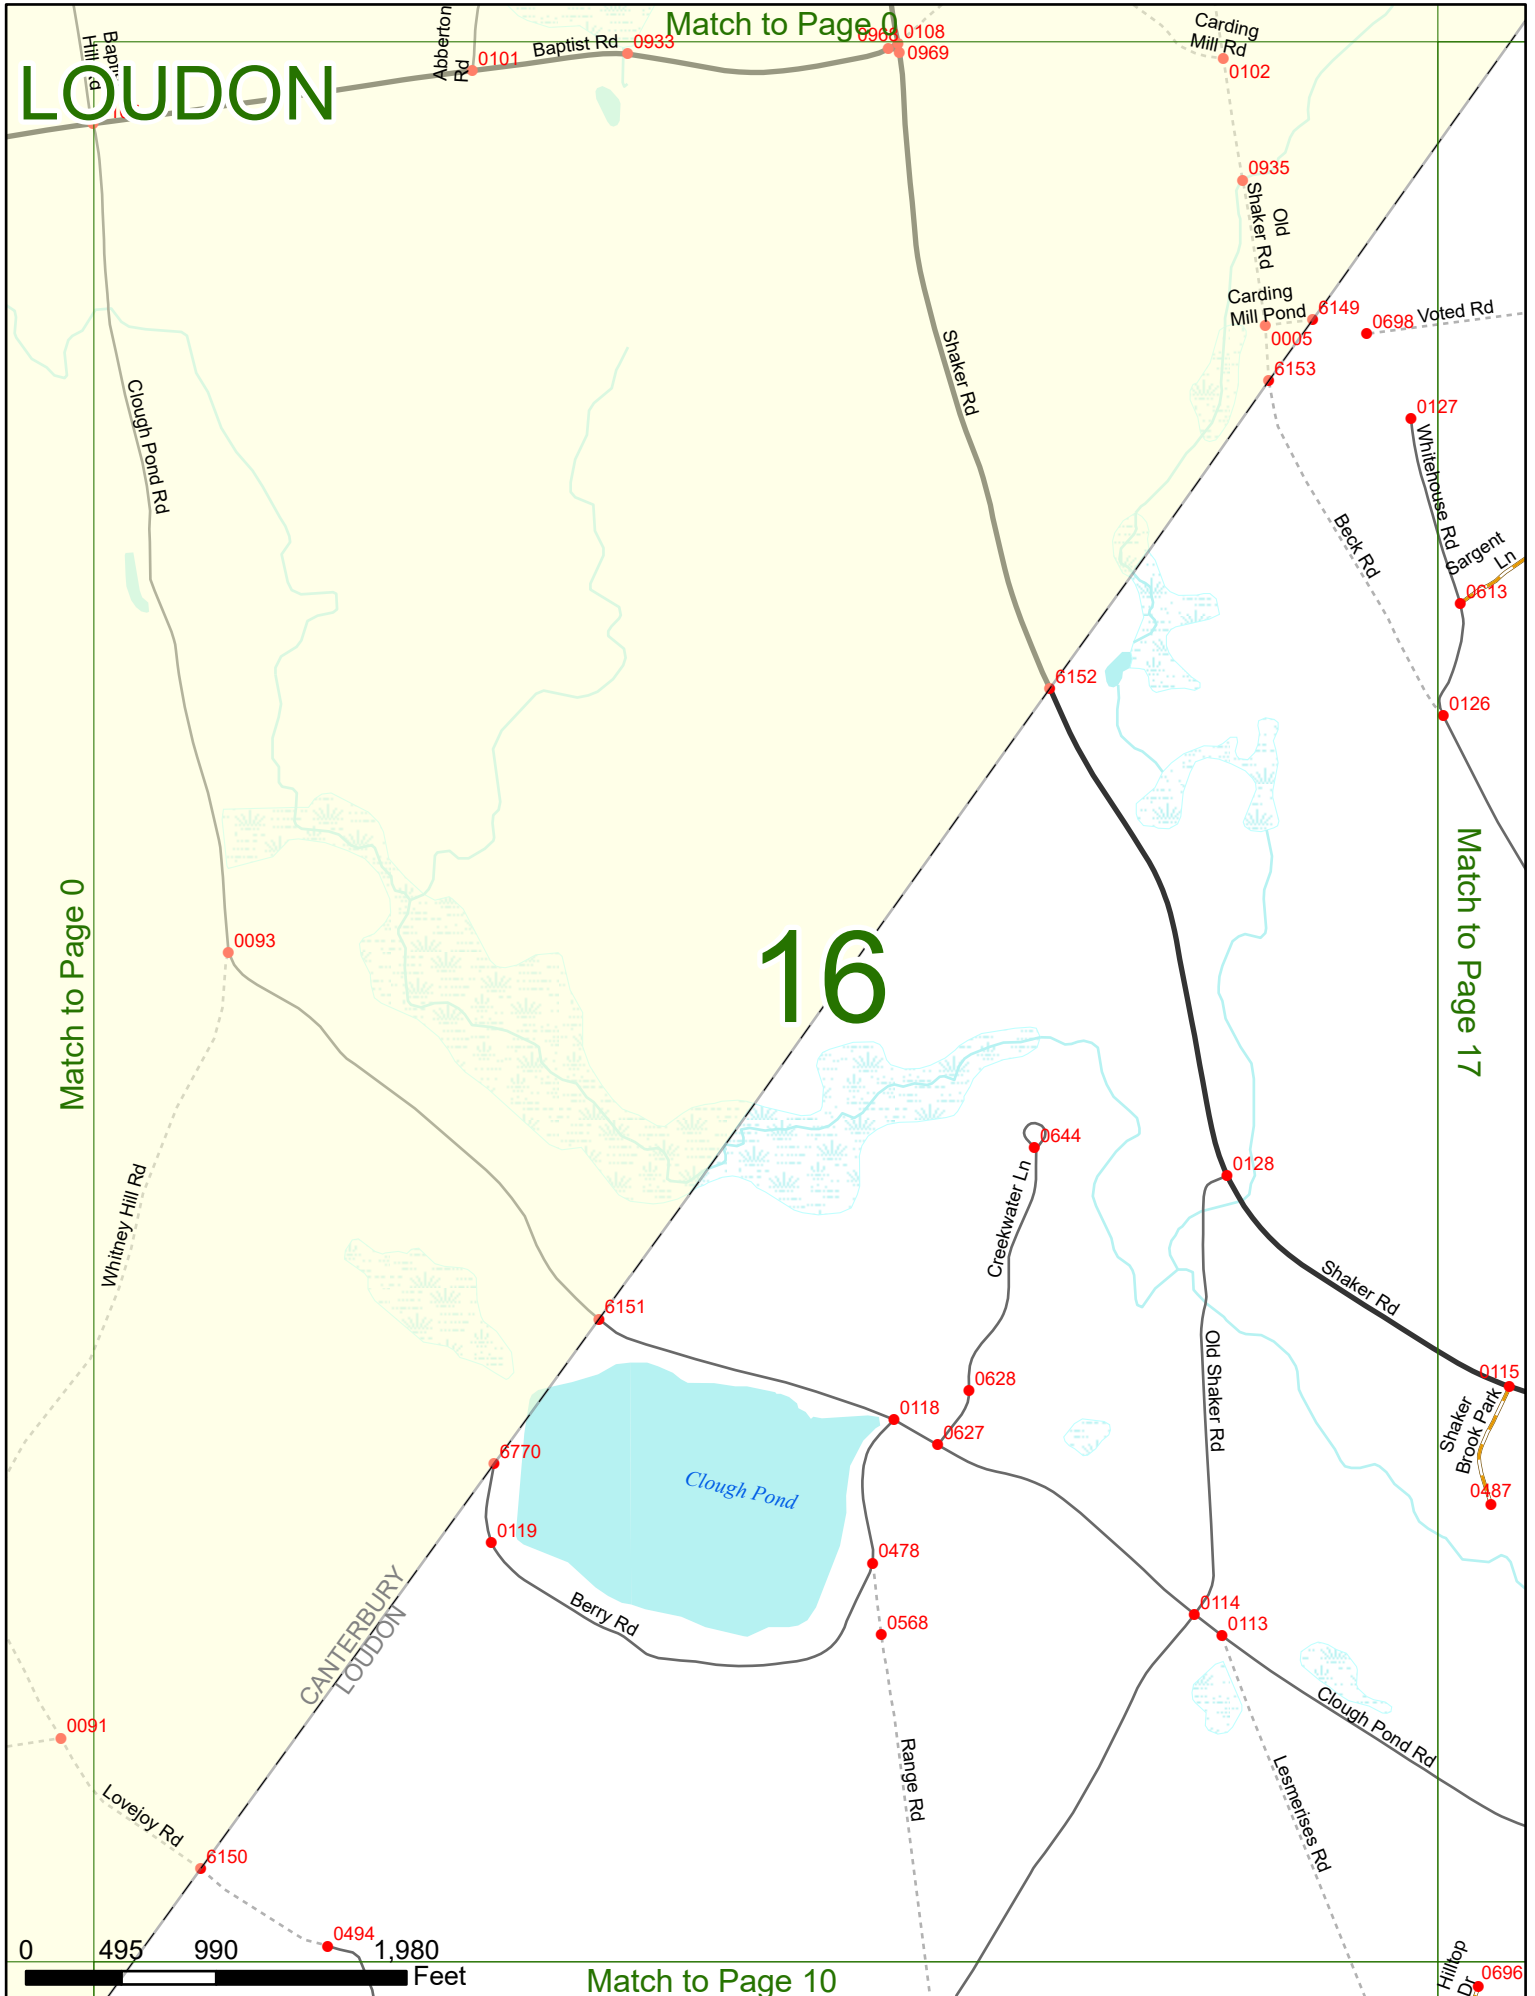 Match to Page 0
Baptist Rd
Abberton
Rd
Hill Rd
0101
0933
0968
0108
0969
Carding
Mill Rd
0102
LOUDON
0935
Old
Shaker Rd
Carding
Mill Pond
6149
0005
0698
Voted Rd
6153
Shaker Rd
Clough Pond Rd
0127
Whitehouse Rd
Beck Rd
Sargent
Ln
0613
6152
0126
Match to Page 0
Match to Page 17
16
0093
0644
0128
Creekwater Ln
Whitney Hill Rd
6151
Shaker Rd
Old Shaker Rd
0628
0118
0627
0115
Shaker
Brook Park
0487
6770
Clough Pond
0119
0478
Berry Rd
0568
0114
0113
CANTERBURY
LOUDON
0091
Lovejoy Rd
6150
Range Rd
Clough Pond Rd
Lesmerises Rd
0494
0 495 990 1,980
Feet
Match to Page 10
Hilltop
Dr
0696